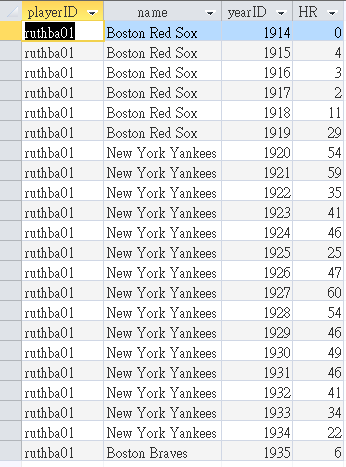 playerID name yearID HR
ruthba01 Boston Red Sox 1914 0
ruthba01 Boston Red Sox 1915 4
ruthba01 Boston Red Sox 1916 3
ruthba01 Boston Red Sox 1917 2
ruthba01 Boston Red Sox 1918 11
ruthba01 Boston Red Sox 1919 29
ruthba01 New York Yankees 1920 54
ruthba01 New York Yankees 1921 59
ruthba01 New York Yankees 1922 35
ruthba01 New York Yankees 1923 41
ruthba01 New York Yankees 1924 46
ruthba01 New York Yankees 1925 25
ruthba01 New York Yankees 1926 47
ruthba01 New York Yankees 1927 60
ruthba01 New York Yankees 1928 54
ruthba01 New York Yankees 1929 46
ruthba01 New York Yankees 1930 49
ruthba01 New York Yankees 1931 46
ruthba01 New York Yankees 1932 41
ruthba01 New York Yankees 1933 34
ruthba01 New York Yankees 1934 22
ruthba01 Boston Braves 1935 6